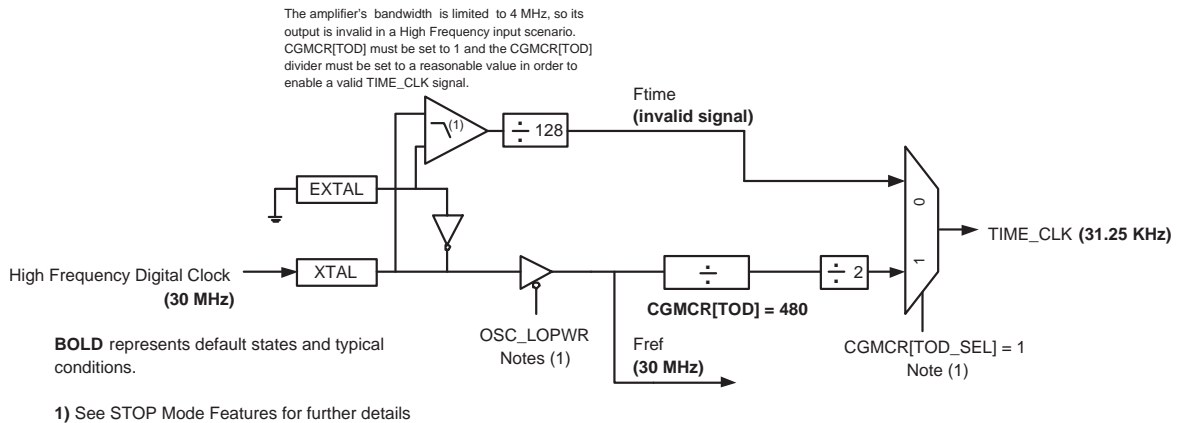 The amplifier's bandwidth is limited to 4 MHz, so its
output is invalid in a High Frequency input scenario.
CGMCR[TOD] must be set to 1 and the CGMCR[TOD]
divider must be set to a reasonable value in order to
enable a valid TIME_CLK signal.
Ftime
(invalid signal)
(1)
÷ 128
EXTAL
0
TIME_CLK (31.25 KHz)
High Frequency Digital Clock
(30 MHz)
XTAL
÷
÷ 2
1
CGMCR[TOD] = 480
OSC_LOPWR
Notes (1)
Fref
(30 MHz)
CGMCR[TOD_SEL] = 1
Note (1)
BOLD represents default states and typical
conditions.
1) See STOP Mode Features for further details